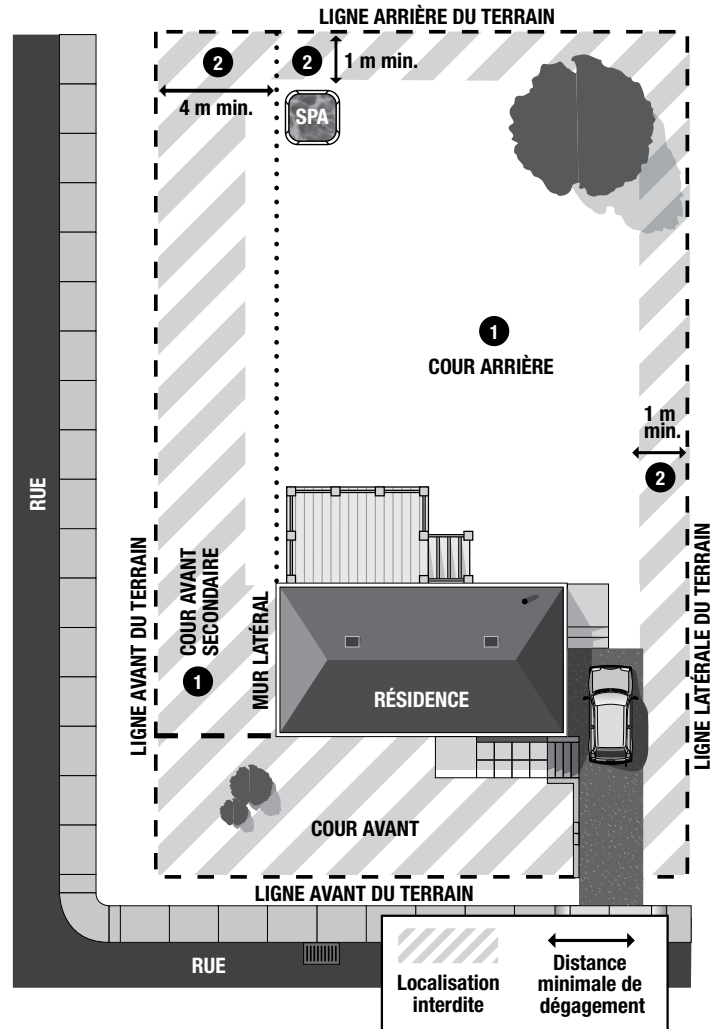 LIGNE ARRIÈRE DU TERRAIN
2
2
1 m min.
4 m min.
SPA
1
COUR ARRIÈRE
1 m
min.
2
RUE
LIGNE AVANT DU TERRAIN
COUR AVANT
SECONDAIRE
1
MUR LATÉRAL
RÉSIDENCE
LIGNE LATÉRALE DU TERRAIN
COUR AVANT
LIGNE AVANT DU TERRAIN
RUE
Localisation
interdite
Distance
minimale de
dégagement